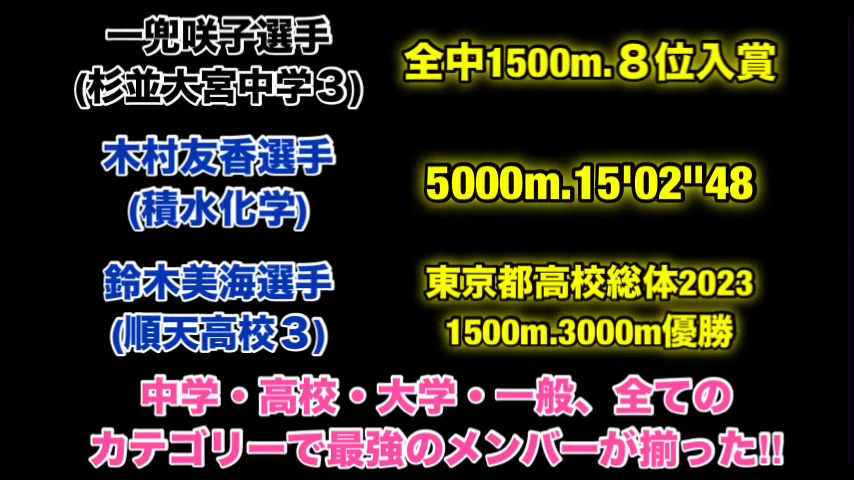 一兜咲子選手
(杉並大宮中学３)
全中1500m.８位入賞
木村友香選手
(積水化学)
5000m.15'02"48
鈴木美海選手
(順天高校３)
東京都高校総体2023
1500m.3000m優勝
中学・高校・大学・一般、全ての
カテゴリーで最強のメンバーが揃った!!